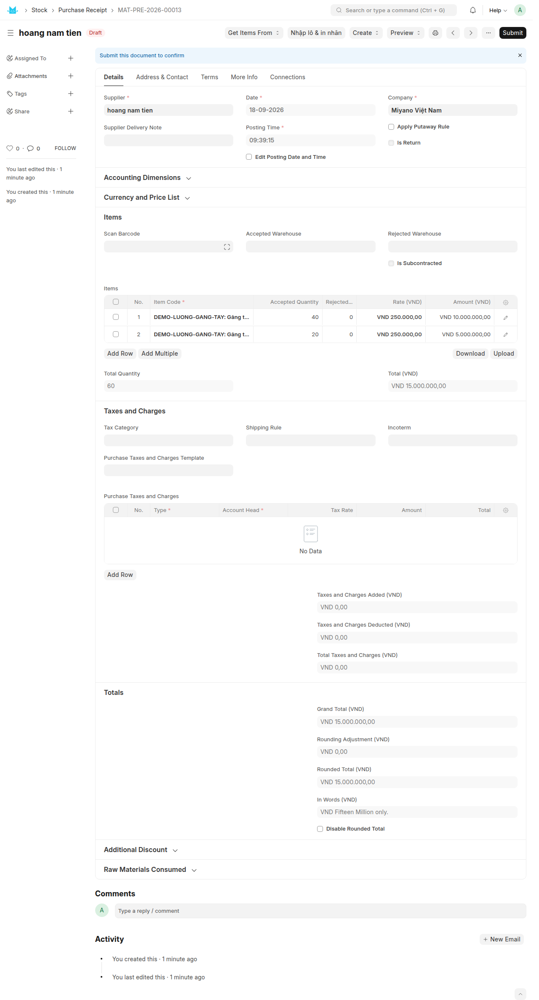 Stock
Purchase Receipt
MAT-PRE-2026-00013
Search or type a command (Ctrl + G)
Help
A
hoang nam tien
Draft
Get Items From
Nhập lô & in nhãn
Create
Preview
Submit
Assigned To
Attachments
Tags
Share
0 · 0 FOLLOW
You last edited this · 1
minute ago
You created this · 1 minute
ago
Submit this document to confirm
Details
Address & Contact
Terms
More Info
Connections
Supplier *
hoang nam tien
Date *
18-09-2026
Company *
Miyano Việt Nam
Supplier Delivery Note
Posting Time *
09:39:15
Apply Putaway Rule
Is Return
Edit Posting Date and Time
Accounting Dimensions
Currency and Price List
Items
Scan Barcode
Accepted Warehouse
Rejected Warehouse
Is Subcontracted
Items
No. Item Code * Accepted Quantity Rejected... Rate (VND) Amount (VND)
1 DEMO-LUONG-GANG-TAY: Găng t... 40 0 VND 250.000,00 VND 10.000.000,00
2 DEMO-LUONG-GANG-TAY: Găng t... 20 0 VND 250.000,00 VND 5.000.000,00
Add Row
Add Multiple
Download
Upload
Total Quantity
60
Total (VND)
VND 15.000.000,00
Taxes and Charges
Tax Category
Shipping Rule
Incoterm
Purchase Taxes and Charges Template
Purchase Taxes and Charges
No. Type * Account Head * Tax Rate Amount Total
No Data
Add Row
Taxes and Charges Added (VND)
VND 0,00
Taxes and Charges Deducted (VND)
VND 0,00
Total Taxes and Charges (VND)
VND 0,00
Totals
Grand Total (VND)
VND 15.000.000,00
Rounding Adjustment (VND)
VND 0,00
Rounded Total (VND)
VND 15.000.000,00
In Words (VND)
VND Fifteen Million only.
Disable Rounded Total
Additional Discount
Raw Materials Consumed
Comments
A
Type a reply / comment
Activity
New Email
You created this · 1 minute ago
You last edited this · 1 minute ago